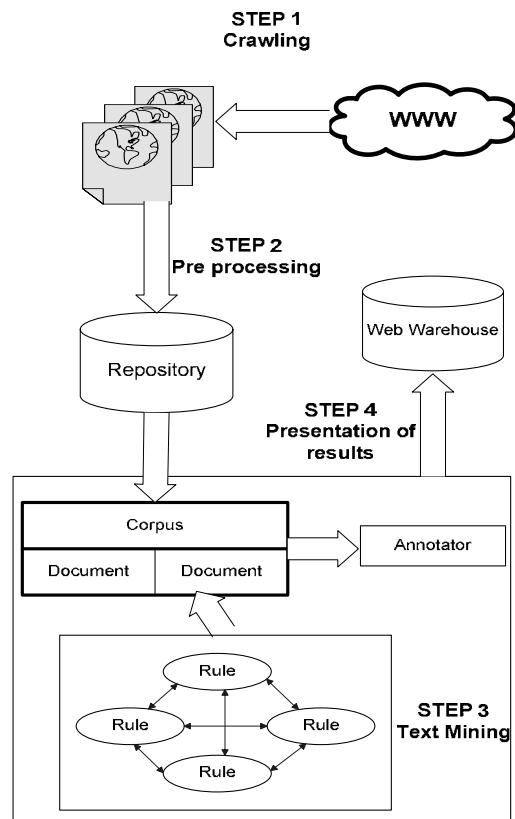 STEP 1
Crawling
WWW
STEP 2
Pre processing
Repository
Web Warehouse
STEP 4
Presentation of
results
Corpus
Document Document
Annotator
Rule
Rule Rule
Rule
STEP 3
Text Mining